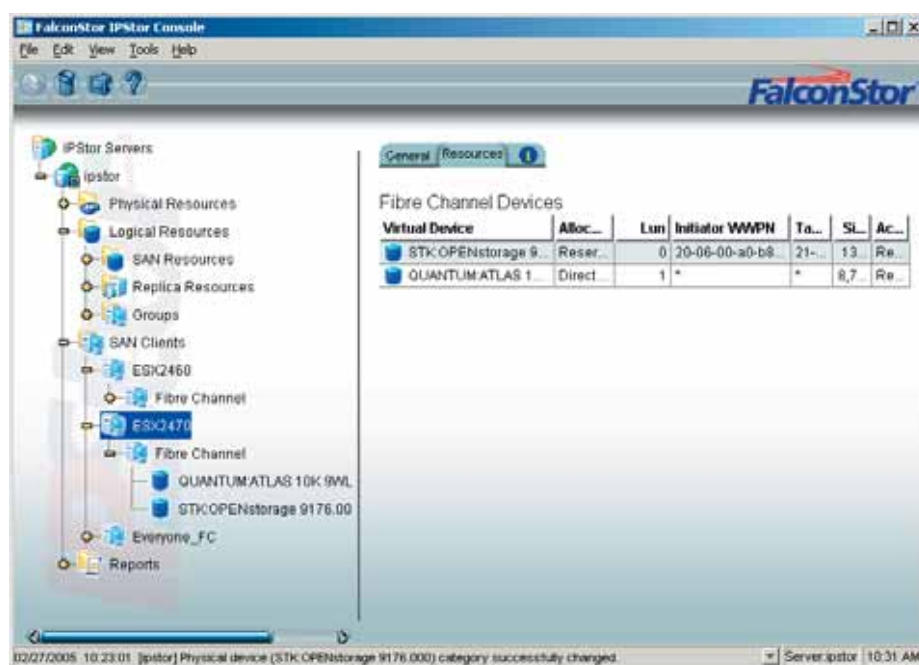 FalconStor IPStor Console
File Edit View Tools Help
FalconStor
IPStor Servers
ipstor
Physical Resources
Logical Resources
SAN Resources
Replica Resources
Groups
SAN Clients
ESX2460
Fibre Channel
ESX2470
Fibre Channel
QUANTUM:ATLAS 10K 9WL
STK:OPENstorage 9176.00
Everyone_FC
Reports
General Resources
Fibre Channel Devices
Virtual Device Alloc... Lun Initiator WWPN Ta... Si... Ac...
STK:OPENstorage 9... Reser... 0 20-06-00-a0-b8... 21-... 13... Re...
QUANTUM:ATLAS 1... Direct... 1 * * 8,7... Re...
02/27/2005 10:23:01 [ipstor] Physical device (STK:OPENstorage 9176.000) category successfully changed.
Server:ipstor 10:31 AM